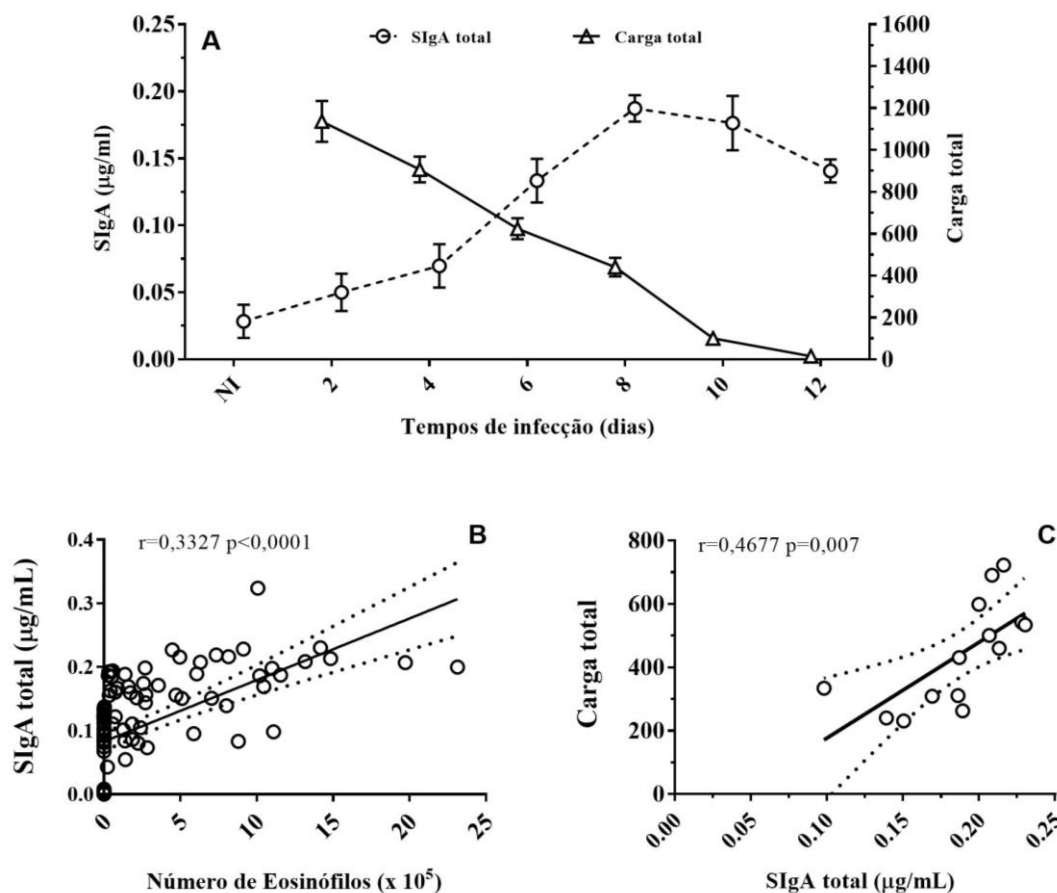 A
SIgA total
Carga total
SIgA (µg/ml)
0.25
0.20
0.15
0.10
0.05
0.00
Carga total
1600
1400
1200
1000
800
600
400
200
0
NI
2
4
6
8
10
12
Tempos de infecção (dias)
B
r=0,3327 p<0,0001
SIgA total (µg/mL)
0.4
0.3
0.2
0.1
0.0
0
5
10
15
20
25
Número de Eosinófilos (x 10⁵)
C
r=0,4677 p=0,007
Carga total
800
600
400
200
0
0.00
0.05
0.10
0.15
0.20
0.25
SIgA total (µg/mL)